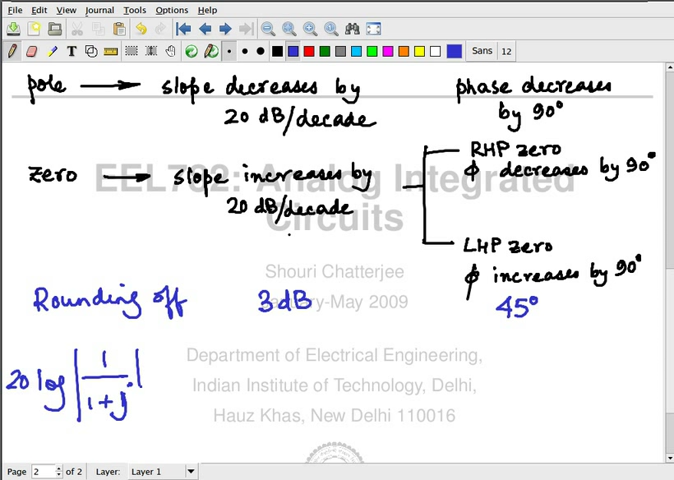 File Edit View Journal Tools Options Help
Sans 12
pole → slope decreases by phase decreases
20 dB/decade by 90°
zero → slope increases by RHP zero
20 dB/decade ϕ decreases by 90°
LHP zero
ϕ increases by 90°
EEL782: Analog Integrated
Circuits
Shouri Chatterjee
January-May 2009
Rounding off 3dB 45°
Department of Electrical Engineering,
Indian Institute of Technology, Delhi,
Hauz Khas, New Delhi 110016
20 log | 1 / 1+j |
Page 2 of 2 Layer: Layer 1